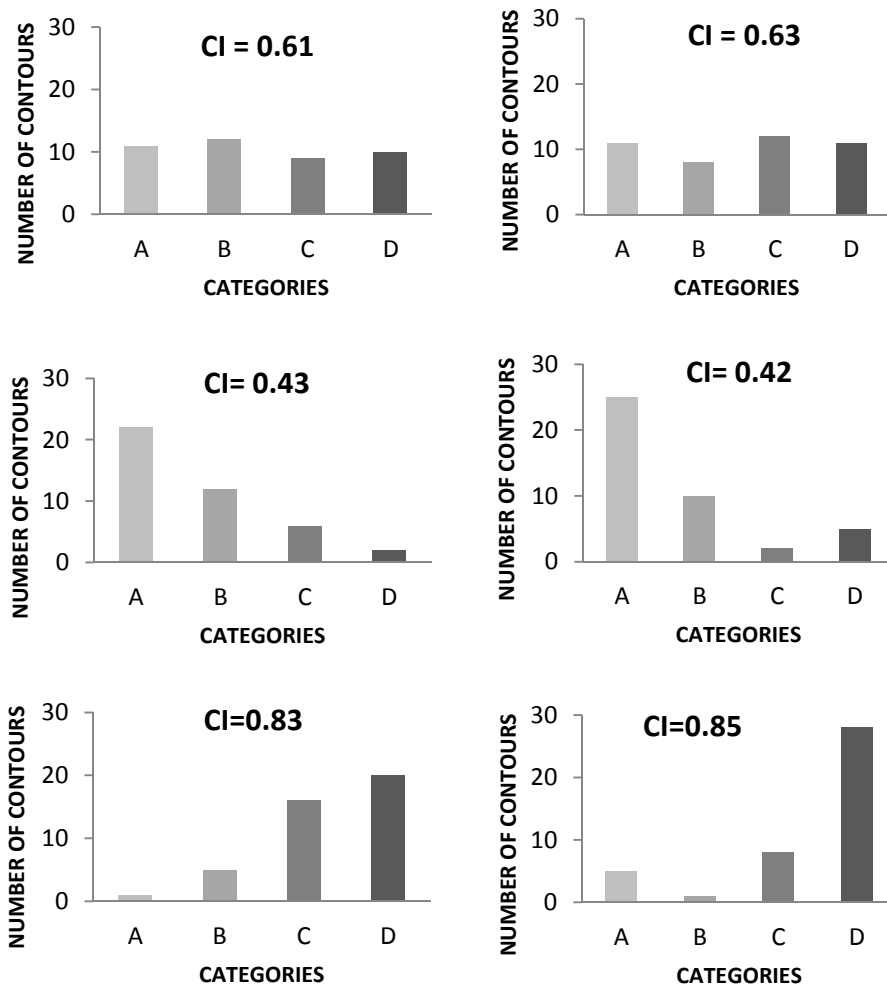 CI = 0.61
NUMBER OF CONTOURS
30
20
10
0
A B C D
CATEGORIES
CI = 0.63
NUMBER OF CONTOURS
30
20
10
0
A B C D
CATEGORIES
CI= 0.43
NUMBER OF CONTOURS
30
20
10
0
A B C D
CATEGORIES
CI= 0.42
NUMBER OF CONTOURS
30
20
10
0
A B C D
CATEGORIES
CI=0.83
NUMBER OF CONTOURS
30
20
10
0
A B C D
CATEGORIES
CI=0.85
NUMBER OF CONTOURS
30
20
10
0
A B C D
CATEGORIES